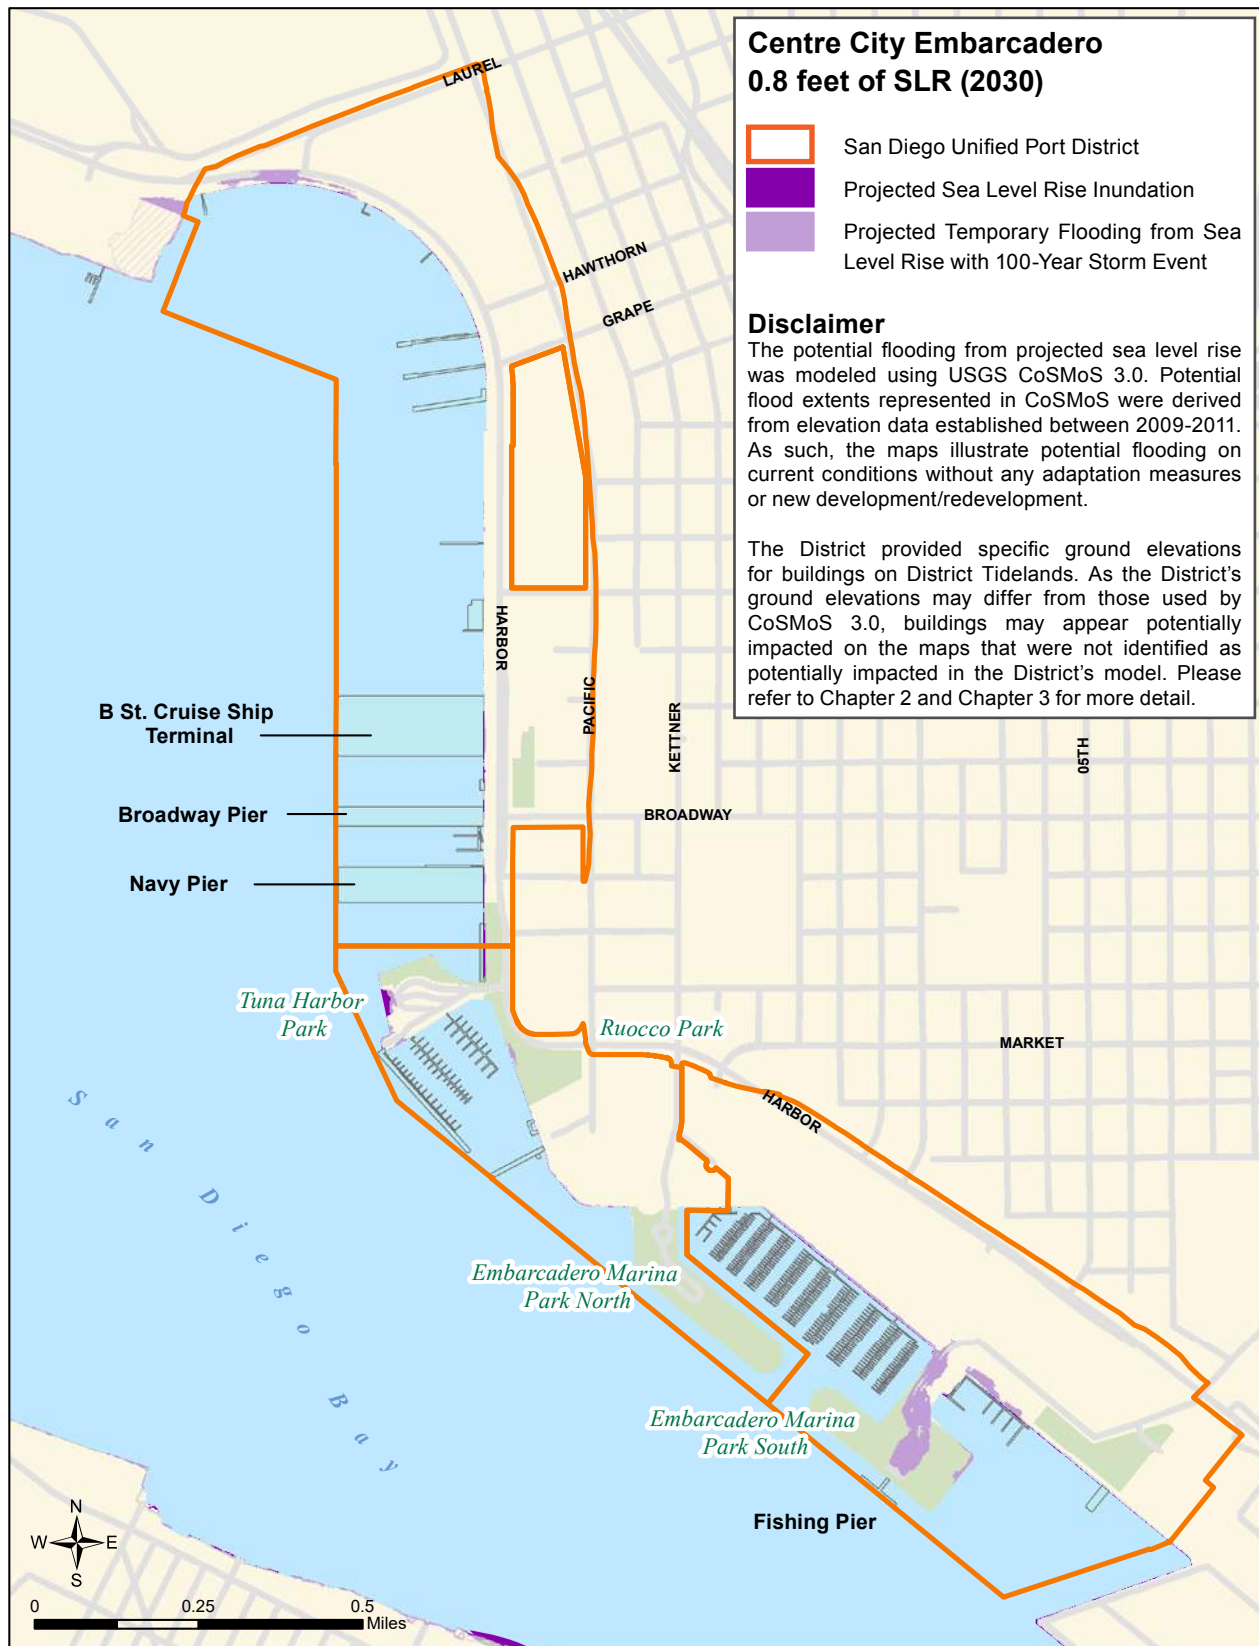 Centre City Embarcadero
0.8 feet of SLR (2030)
San Diego Unified Port District
Projected Sea Level Rise Inundation
Projected Temporary Flooding from Sea
Level Rise with 100-Year Storm Event
Disclaimer
The potential flooding from projected sea level rise
was modeled using USGS CoSMoS 3.0. Potential
flood extents represented in CoSMoS were derived
from elevation data established between 2009-2011.
As such, the maps illustrate potential flooding on
current conditions without any adaptation measures
or new development/redevelopment.
The District provided specific ground elevations
for buildings on District Tidelands. As the District's
ground elevations may differ from those used by
CoSMoS 3.0, buildings may appear potentially
impacted on the maps that were not identified as
potentially impacted in the District's model. Please
refer to Chapter 2 and Chapter 3 for more detail.
LAUREL
HAWTHORN
GRAPE
HARBOR
PACIFIC
KETTNER
05TH
B St. Cruise Ship
Terminal
Broadway Pier
BROADWAY
Navy Pier
Tuna Harbor
Park
Ruocco Park
MARKET
HARBOR
San Diego Bay
Embarcadero Marina
Park North
Embarcadero Marina
Park South
Fishing Pier
N
W E
S
0 0.25 0.5
Miles